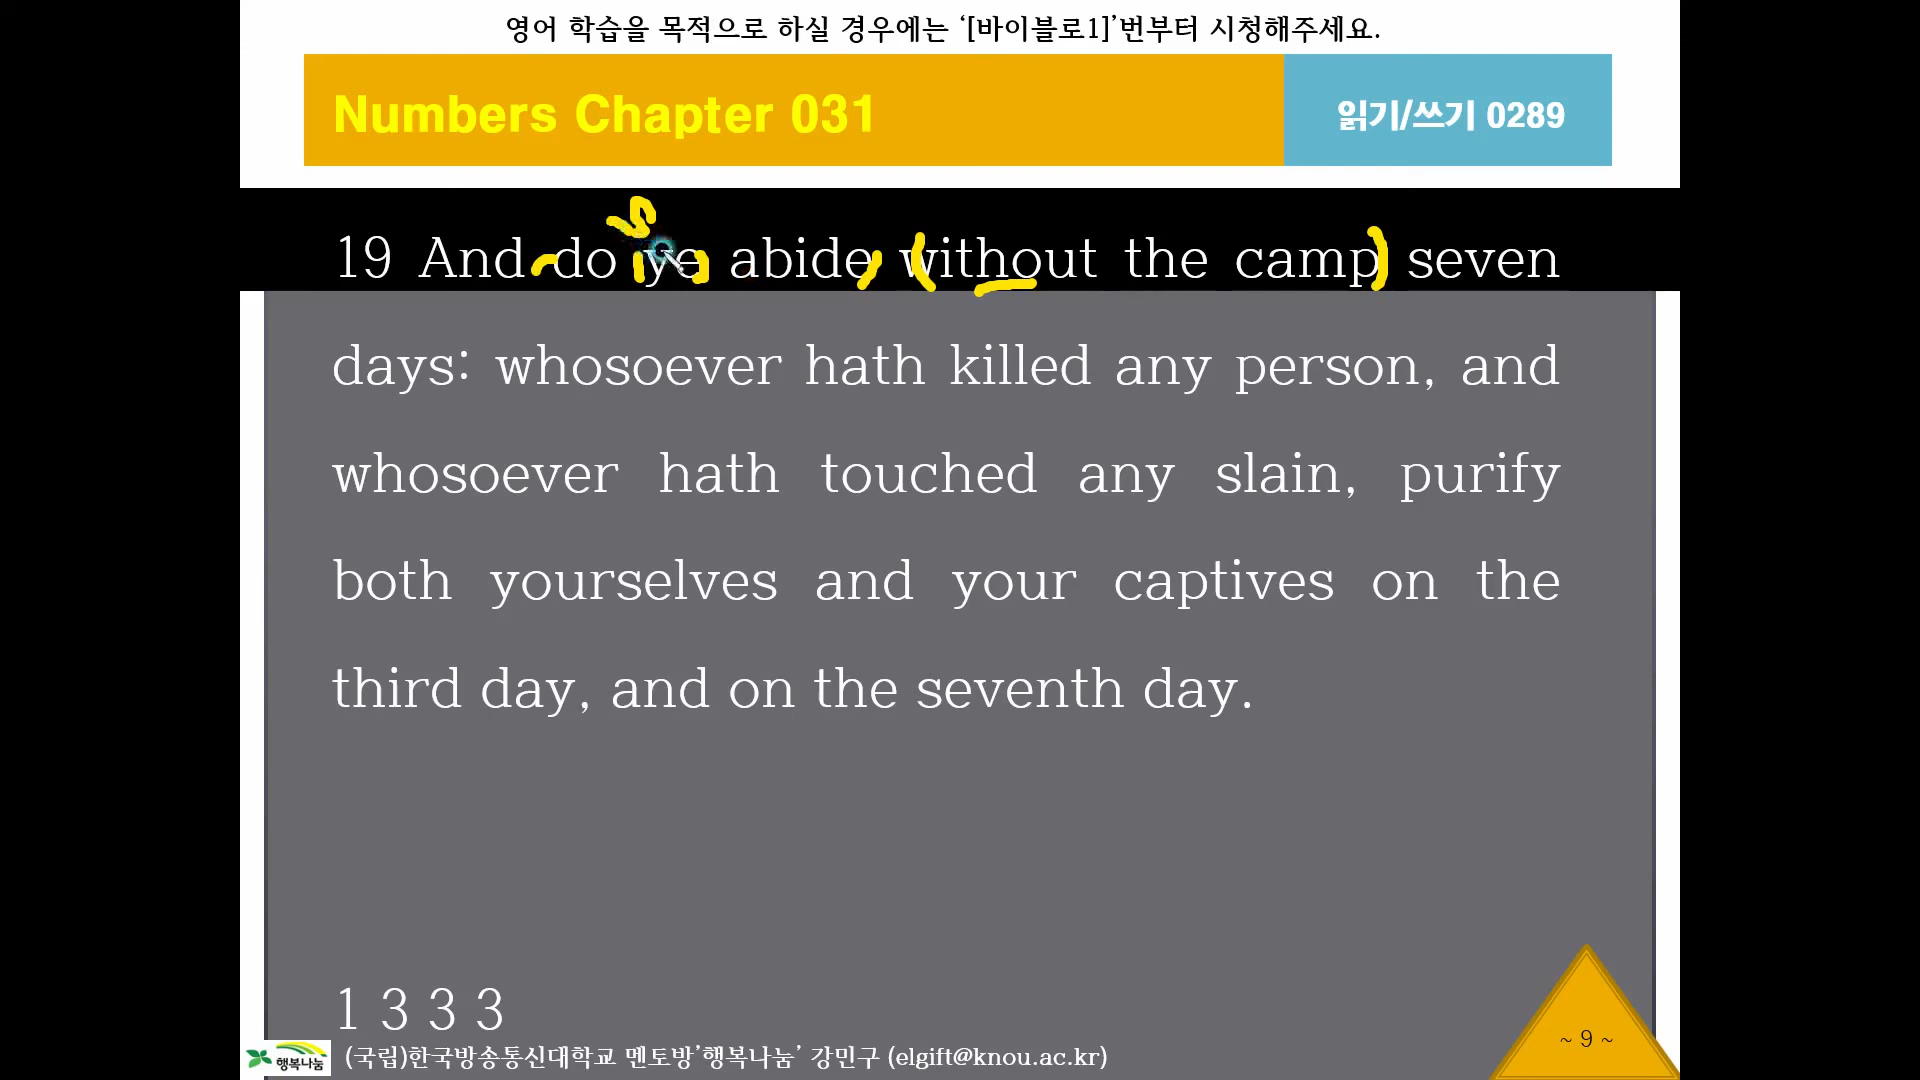 영어 학습을 목적으로 하실 경우에는 ‘[바이블로1]’번부터 시청해주세요.
Numbers Chapter 031
읽기/쓰기 0289
19 And do ye abide without the camp seven
days: whosoever hath killed any person, and
whosoever hath touched any slain, purify
both yourselves and your captives on the
third day, and on the seventh day.
1 3 3 3
~ 9 ~
행복나눔
(국립)한국방송통신대학교 멘토방’행복나눔’ 강민구 (elgift@knou.ac.kr)